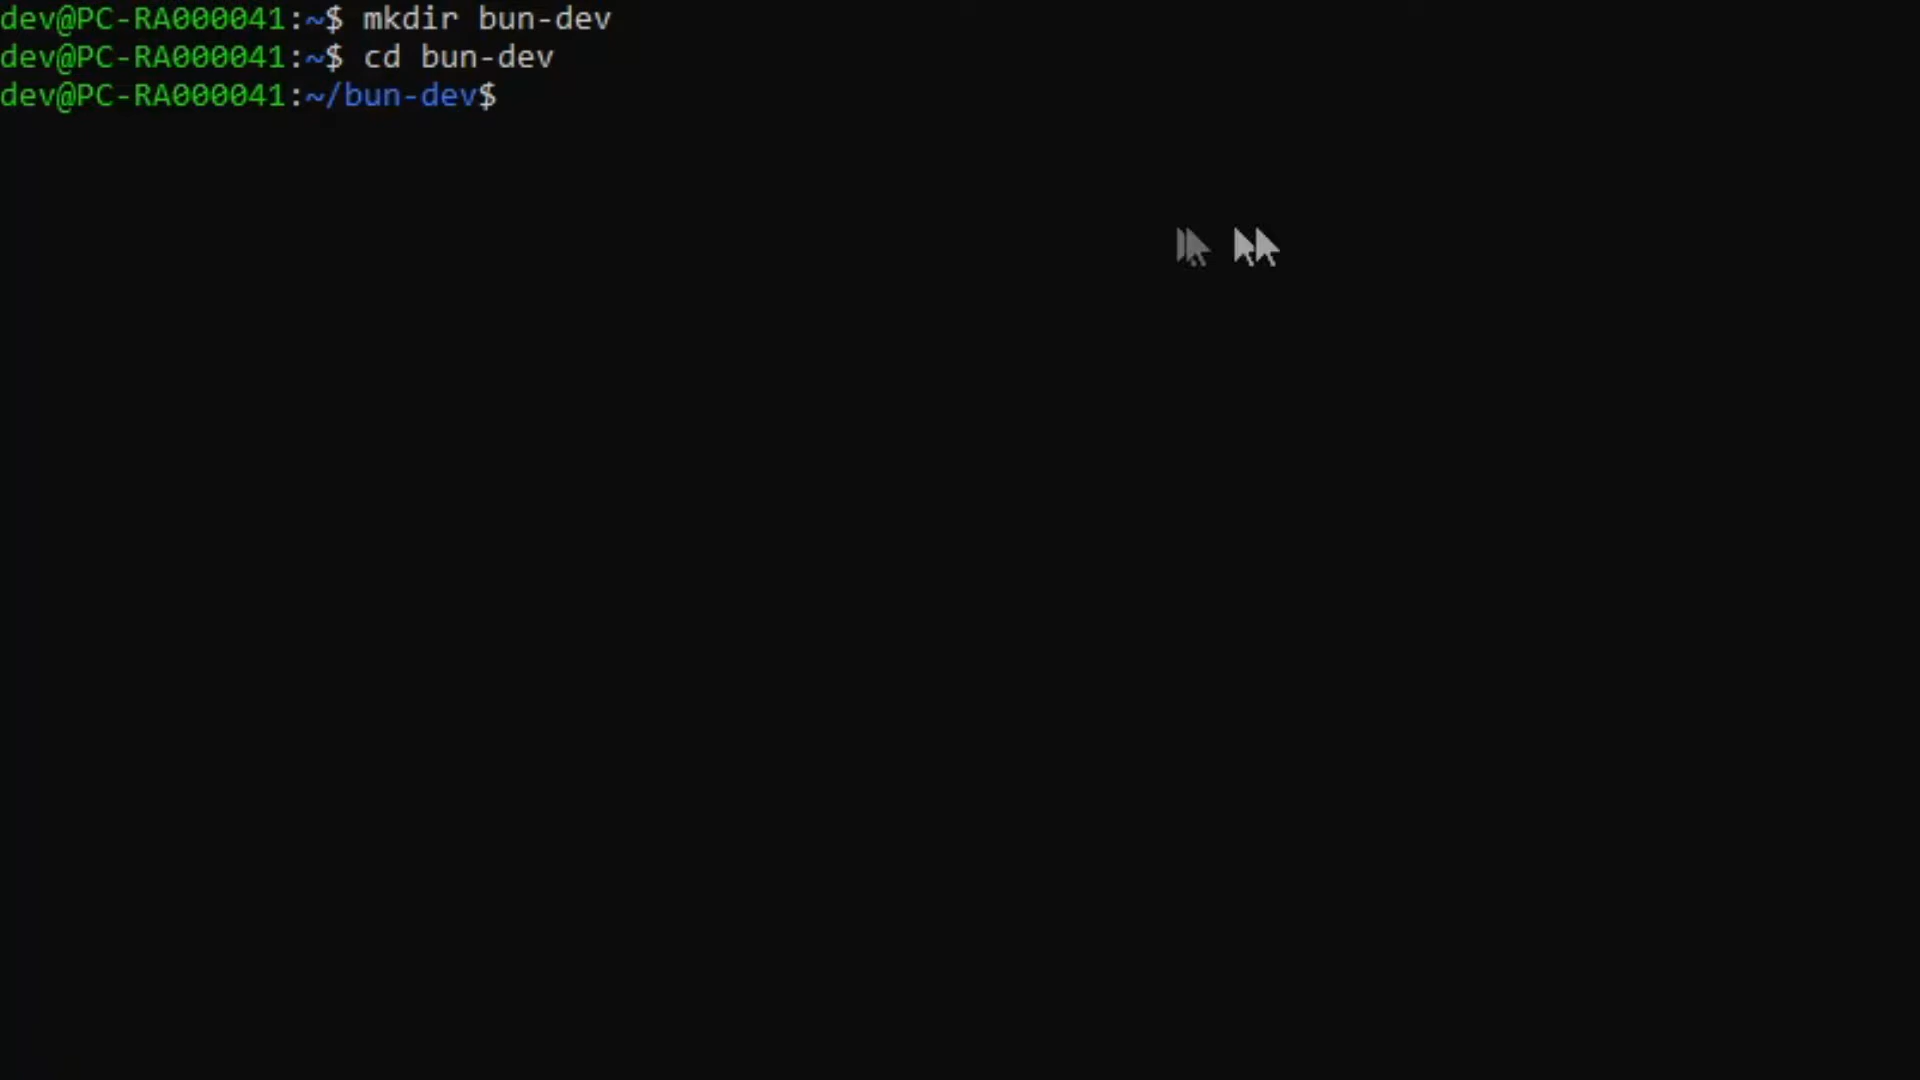 dev@PC-RA000041:~$ mkdir bun-dev
dev@PC-RA000041:~$ cd bun-dev
dev@PC-RA000041:~/bun-dev$